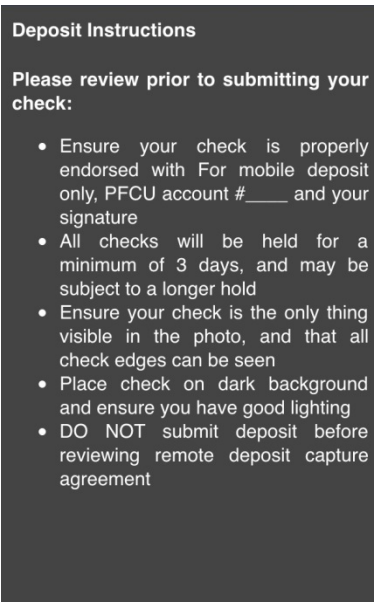 Deposit Instructions
Please review prior to submitting your
check:
• Ensure your check is properly
endorsed with For mobile deposit
only, PFCU account #____ and your
signature
• All checks will be held for a
minimum of 3 days, and may be
subject to a longer hold
• Ensure your check is the only thing
visible in the photo, and that all
check edges can be seen
• Place check on dark background
and ensure you have good lighting
• DO NOT submit deposit before
reviewing remote deposit capture
agreement